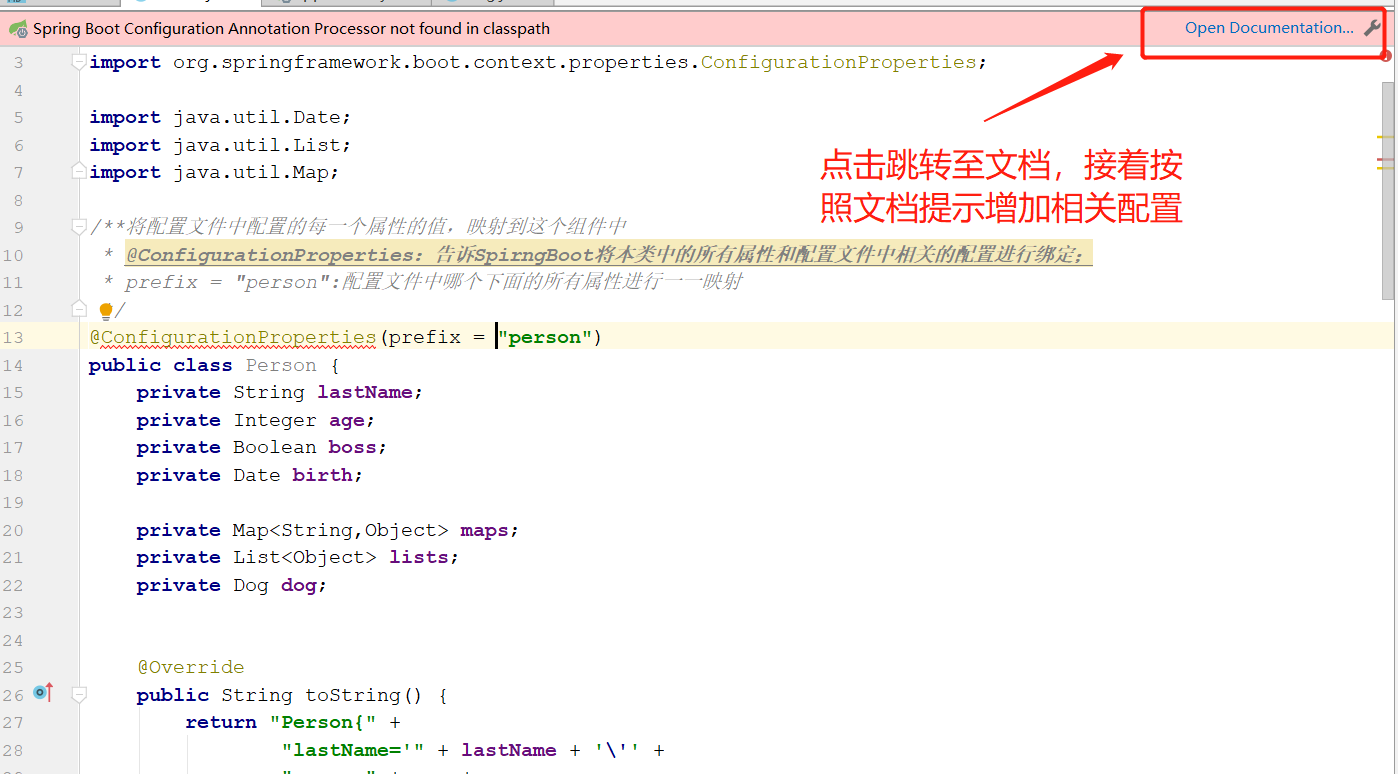 Spring Boot Configuration Annotation Processor not found in classpath
Open Documentation...
3 import org.springframework.boot.context.properties.ConfigurationProperties;
4
5 import java.util.Date;
6 import java.util.List;
7 import java.util.Map;
8
点击跳转至文档，接着按
照文档提示增加相关配置
9 /**将配置文件中配置的每一个属性的值，映射到这个组件中
10 * @ConfigurationProperties: 告诉SpirngBoot将本类中的所有属性和配置文件中相关的配置进行绑定；
11 * prefix = "person":配置文件中哪个下面的所有属性进行一一映射
12 */
13 @ConfigurationProperties(prefix = "person")
14 public class Person {
15 private String lastName;
16 private Integer age;
17 private Boolean boss;
18 private Date birth;
19
20 private Map<String,Object> maps;
21 private List<Object> lists;
22 private Dog dog;
23
24
25 @Override
26 public String toString() {
27 return "Person{" +
28 "lastName='" + lastName + '\'' +